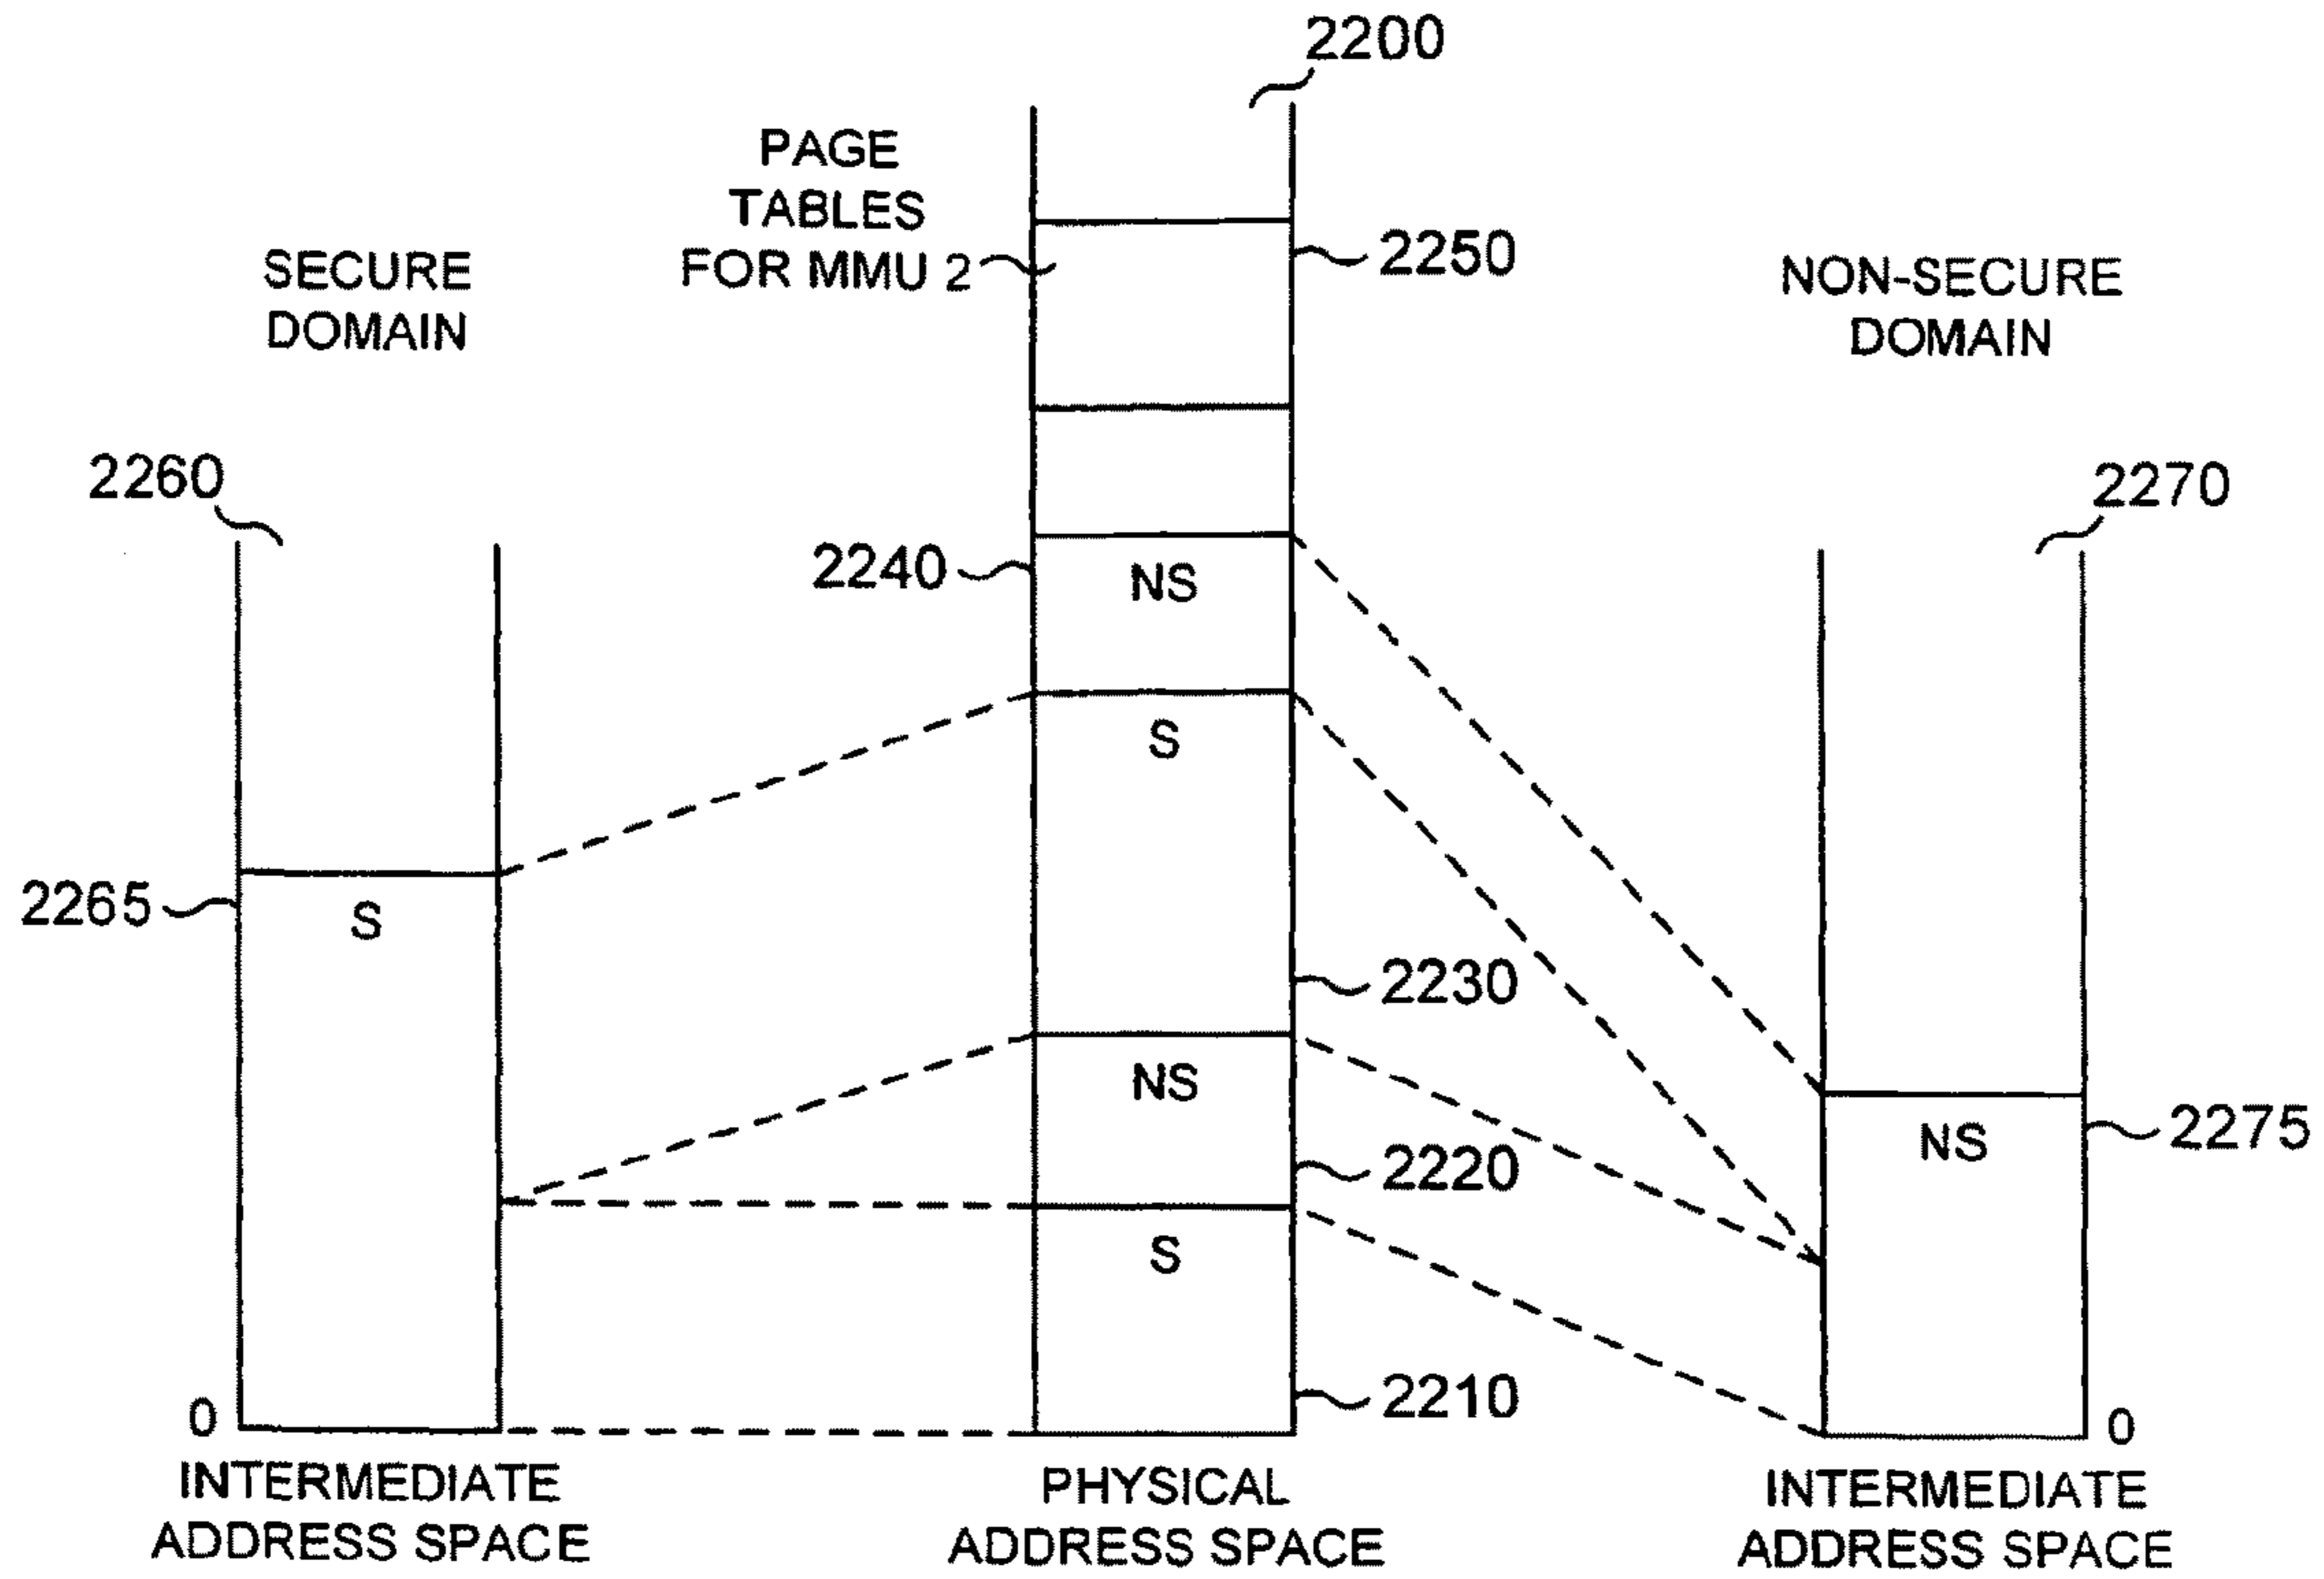 2200
PAGE
TABLES
FOR MMU 2
2250
SECURE
DOMAIN
NON-SECURE
DOMAIN
2260
2270
2240
NS
S
2265
S
2230
NS
NS
2275
2220
S
2210
0
0
INTERMEDIATE
ADDRESS SPACE
PHYSICAL
ADDRESS SPACE
INTERMEDIATE
ADDRESS SPACE